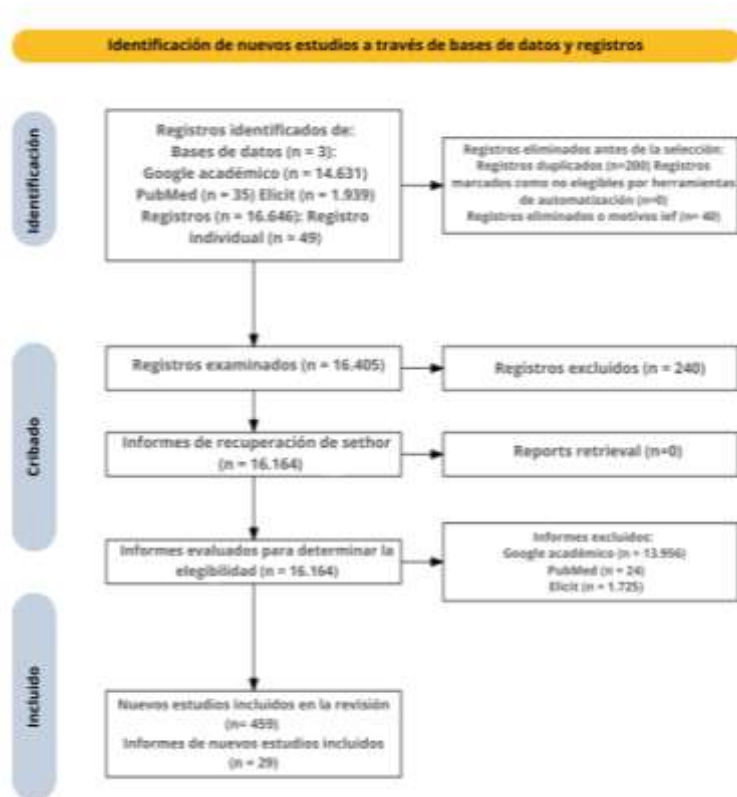 Identificación de nuevos estudios a través de bases de datos y registros
Identificación
Registros identificados de:
Bases de datos (n = 3):
Google académico (n = 14.631)
PubMed (n = 35) Elicit (n = 1.939)
Registros (n = 16.646): Registro
individual (n = 49)
Registros eliminados antes de la selección:
Registros duplicados (n=200) Registros
marcados como no elegibles por herramientas
de automatización (n=0)
Registros eliminados o motivos ief (n= 40)
Cribado
Registros examinados (n = 16.405)
Registros excluidos (n = 240)
Informes de recuperación de sethor
(n = 16.164)
Reports retrieval (n=0)
Informes evaluados para determinar la
elegibilidad (n = 16.164)
Informes excluidos:
Google académico (n = 13.956)
PubMed (n = 24)
Elicit (n = 1.725)
Incluido
Nuevos estudios incluidos en la revisión
(n= 459)
Informes de nuevos estudios incluidos
(n = 29)